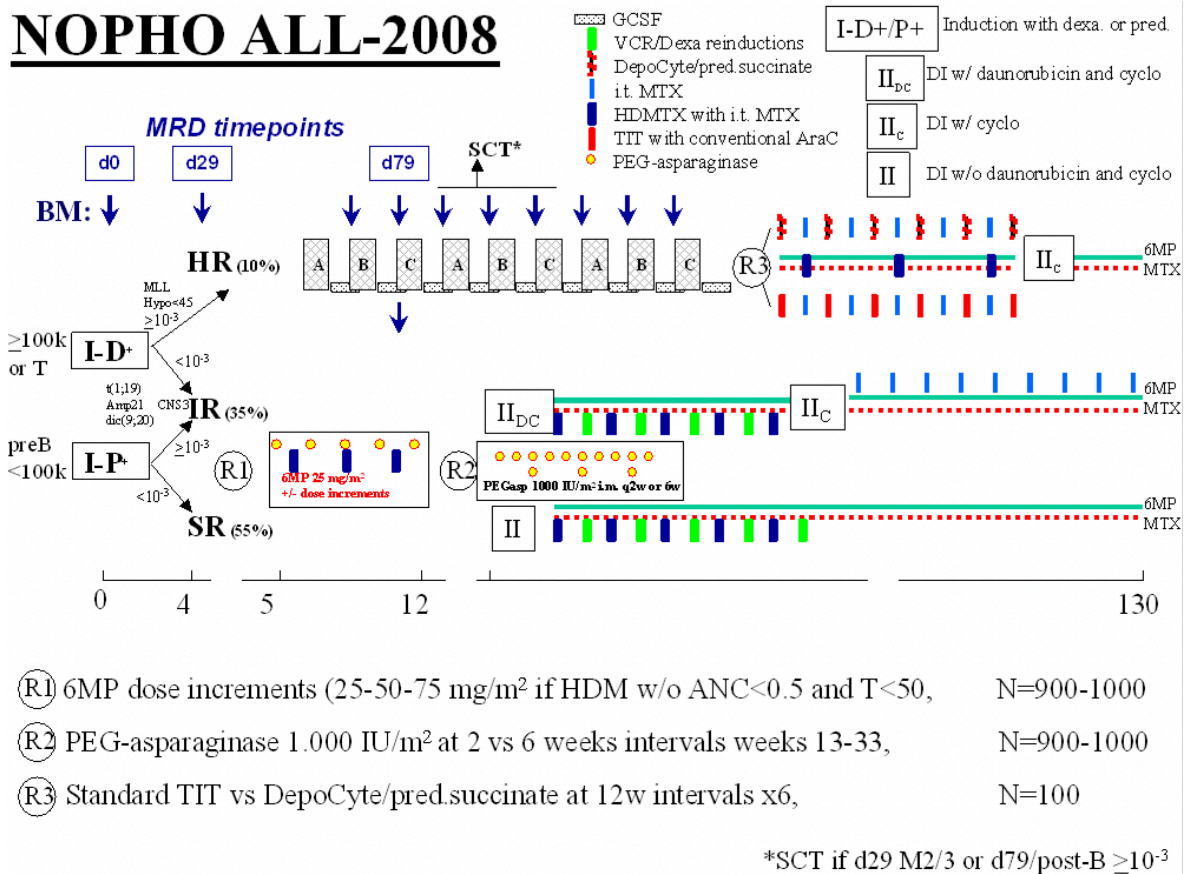 NOPHO ALL-2008
GCSF
VCR/Dexa reinductions
DepoCyte/pred.succinate
i.t. MTX
HDMTX with i.t. MTX
TIT with conventional AraC
PEG-asparaginase
I-D+/P+ Induction with dexa. or pred.
II DC DI w/ daunorubicin and cyclo
II C DI w/ cyclo
II DI w/o daunorubicin and cyclo
MRD timepoints
d0 d29 d79 SCT*
BM:
HR (10%)
A B C A B C A B C
R3
II C
6MP
MTX
MLL
Hypo<45
≥10⁻³
≥100k
or T
I-D+
<10⁻³
t(1;19)
Amp21
dic(9;20)
CNS3
IR (35%)
II DC
II C
6MP
MTX
preB
<100k
I-P+
≥10⁻³
<10⁻³
R1
6MP 25 mg/m²
+/- dose increments
R2
PEGasp 1000 IU/m² i.m. q2w or 6w
SR (55%)
II
6MP
MTX
0 4 5 12 130
R1 6MP dose increments (25-50-75 mg/m² if HDM w/o ANC<0.5 and T<50, N=900-1000
R2 PEG-asparaginase 1.000 IU/m² at 2 vs 6 weeks intervals weeks 13-33, N=900-1000
R3 Standard TIT vs DepoCyte/pred.succinate at 12w intervals x6, N=100
*SCT if d29 M2/3 or d79/post-B ≥10⁻³